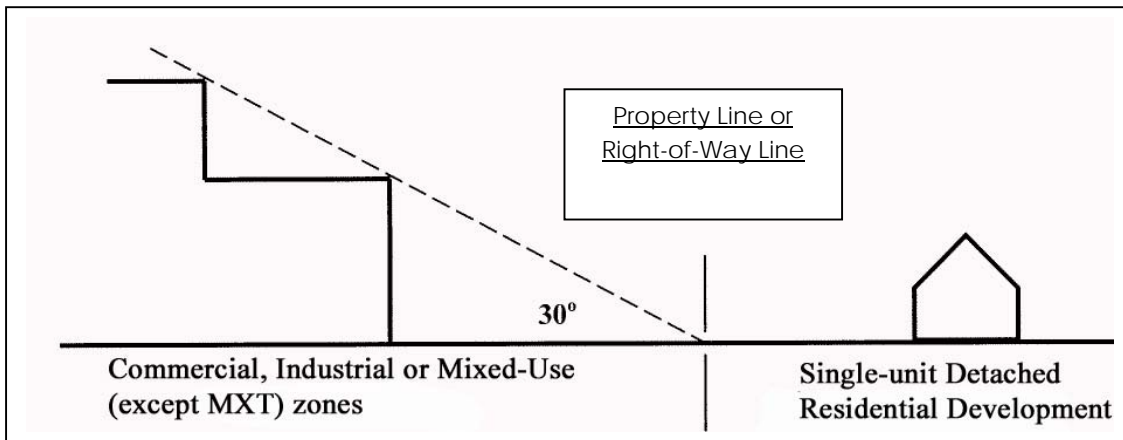 Property Line or
Right-of-Way Line
30°
Commercial, Industrial or Mixed-Use
(except MXT) zones
Single-unit Detached
Residential Development